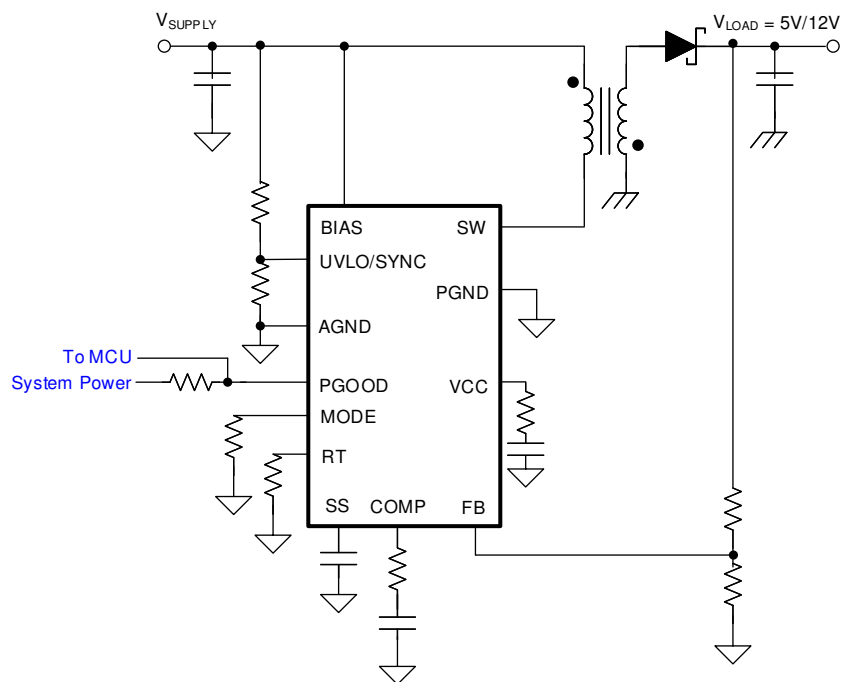 VSUPPLY
VLOAD = 5V/12V
BIAS
SW
UVLO/SYNC
PGND
AGND
To MCU
System Power
PGOOD
VCC
MODE
RT
SS
COMP
FB